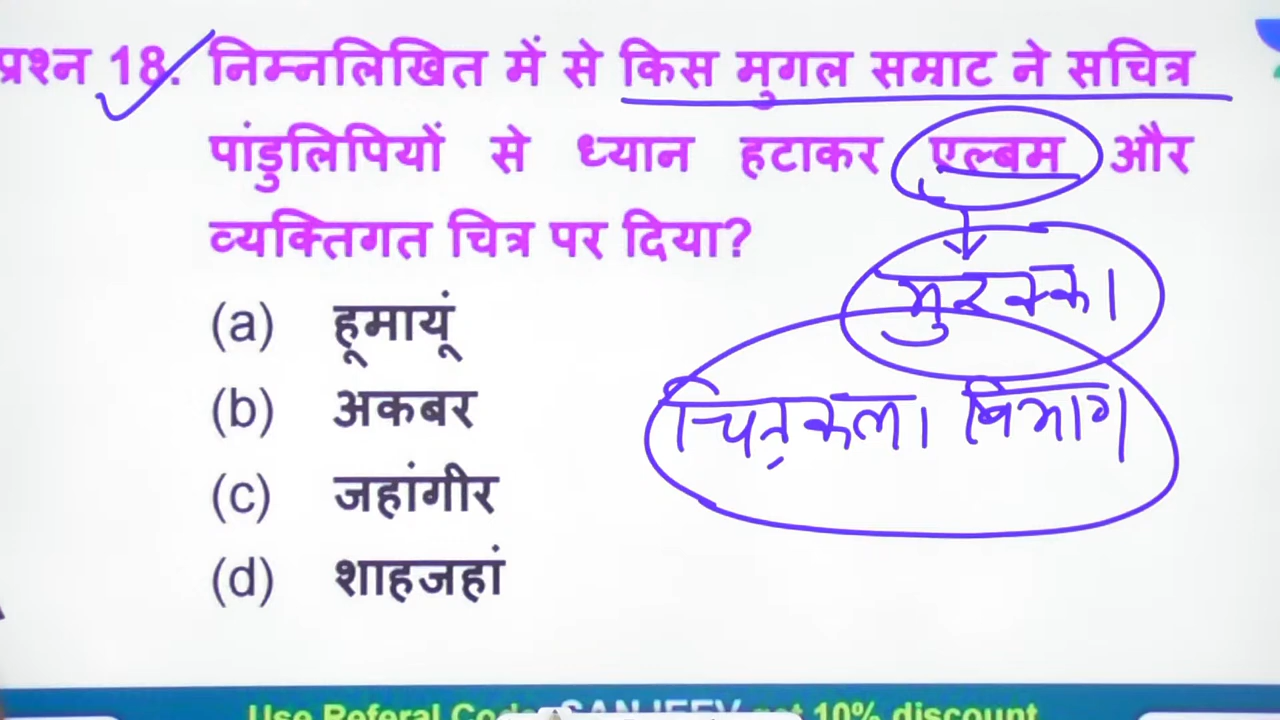 प्रश्न 18. निम्नलिखित में से किस मुगल सम्राट ने सचित्र
पांडुलिपियों से ध्यान हटाकर एल्बम और
व्यक्तिगत चित्र पर दिया?
मुरक्का
(a) हूमायूं
(b) अकबर
चित्रकला विभाग
(c) जहांगीर
(d) शाहजहां
Use Referal Code SANJEEV get 10% discount